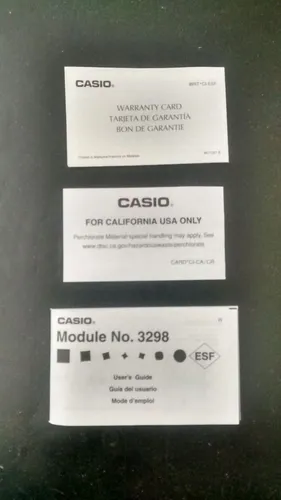 CASIO®
WARRANTY CARD
TARJETA DE GARANTÍA
BON DE GARANTIE
CASIO®
FOR CALIFORNIA USA ONLY
Perchlorate Material-special handling may apply. See
www.dtsc.ca.gov/hazardouswaste/perchlorate.
CASIO®
Module No. 3298
ESF
User's Guide
Guía del usuario
Mode d'emploi